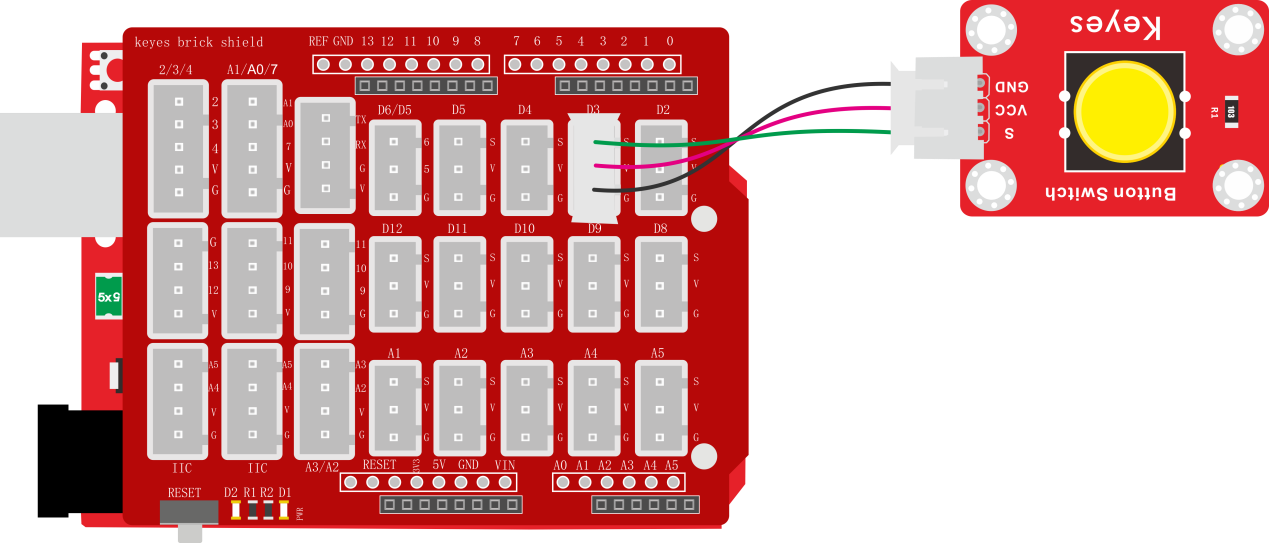 keyes brick shield
REF GND 13 12 11 10 9 8
7 6 5 4 3 2 1 0
2/3/4
A1/A0/7
2
3
4
V
G
A1
A0
7
V
G
TX
RX
G
V
D6/D5
6
5
G
D5
S
V
G
D4
S
V
G
D3
S
V
G
D2
S
V
G
G
13
12
V
11
10
9
G
11
10
9
G
D12
S
V
G
D11
S
V
G
D10
S
V
G
D9
S
V
G
D8
S
V
G
A5
A4
V
G
A5
A4
V
G
A3
A2
V
G
A1
S
V
G
A2
S
V
G
A3
S
V
G
A4
S
V
G
A5
S
V
G
IIC
IIC
A3/A2
RESET 3V3 5V GND VIN
A0 A1 A2 A3 A4 A5
RESET
D2 R1 R2 D1
PWR
5x5
Keyes
GND
VCC
S
R1
103
Button Switch